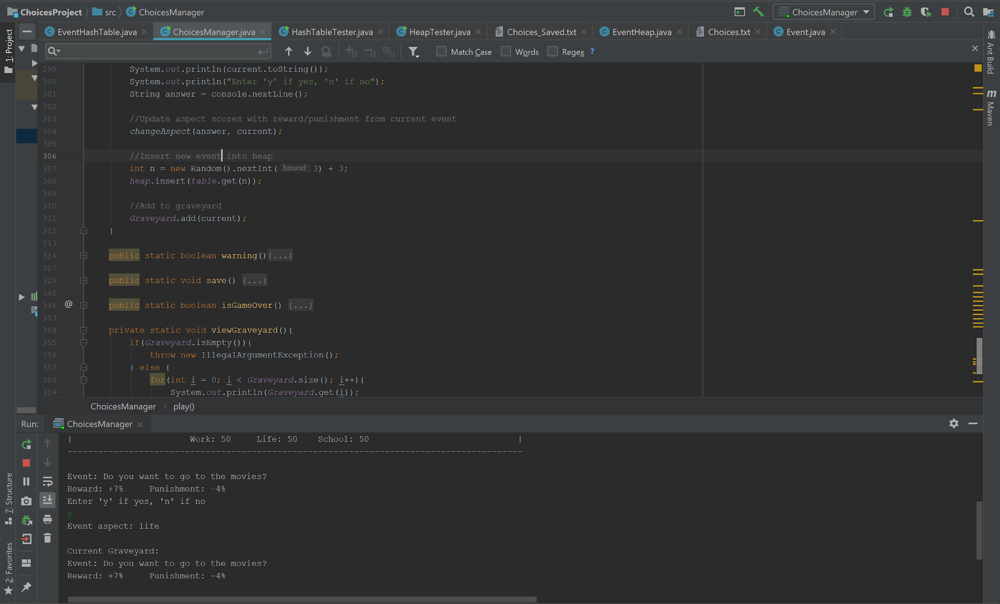 ChoicesProject src ChoicesManager ChoicesManager
EventHashTable.java ChoicesManager.java HashTableTester.java HeapTester.java Choices_Saved.txt EventHeap.java Choices.txt Event.java
Match Case Words Regex ?
1: Project
7: Structure
2: Favorites
Ant Build
m Maven
299 System.out.println(current.toString());
300 System.out.println("Enter 'y' if yes, 'n' if no");
301 String answer = console.nextLine();
302
303 //Update aspect scores with reward/punishment from current event
304 changeAspect(answer, current);
305
306 //Insert new event into heap
307 int n = new Random().nextInt( bound: 3) + 3;
308 heap.insert(table.get(n));
309
310 //Add to graveyard
311 Graveyard.add(current);
312 }
313
314 public static boolean warning(){...}
327
328 public static void save() {...}
345
346 @ public static boolean isGameOver() {...}
353
354 private static void viewGraveyard(){
355 if(Graveyard.isEmpty()){
356 throw new IllegalArgumentException();
357 } else {
358 for(int i = 0; i < Graveyard.size(); i++){
359 System.out.println(Graveyard.get(i));
ChoicesManager › play()
Run: ChoicesManager
| Work: 50 Life: 50 School: 50 |
-----------------------------------------------------------------------------------------
Event: Do you want to go to the movies?
Reward: +7% Punishment: -4%
Enter 'y' if yes, 'n' if no
y
Event aspect: life
Current Graveyard:
Event: Do you want to go to the movies?
Reward: +7% Punishment: -4%